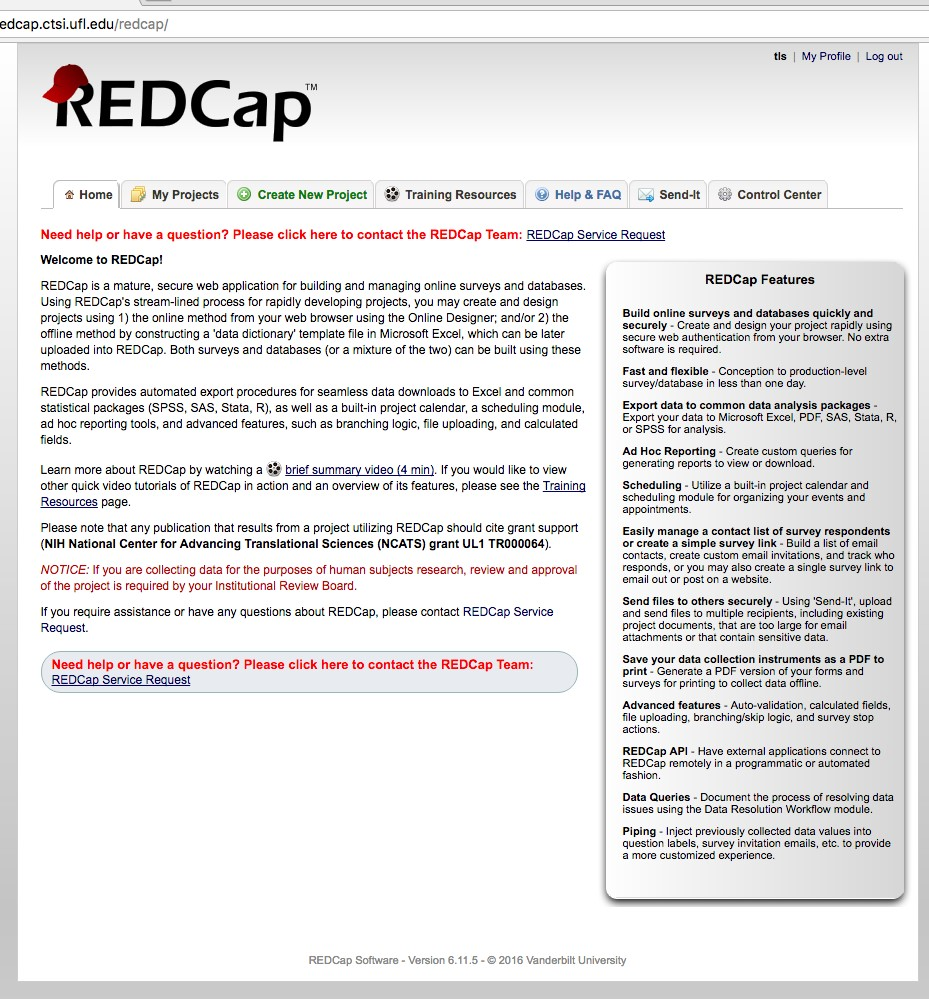 edcap.ctsi.ufl.edu/redcap/
tls | My Profile | Log out
REDCap™
Home
My Projects
Create New Project
Training Resources
Help & FAQ
Send-It
Control Center
Need help or have a question? Please click here to contact the REDCap Team: REDCap Service Request
Welcome to REDCap!
REDCap is a mature, secure web application for building and managing online surveys and databases.
Using REDCap's stream-lined process for rapidly developing projects, you may create and design
projects using 1) the online method from your web browser using the Online Designer; and/or 2) the
offline method by constructing a 'data dictionary' template file in Microsoft Excel, which can be later
uploaded into REDCap. Both surveys and databases (or a mixture of the two) can be built using these
methods.
REDCap provides automated export procedures for seamless data downloads to Excel and common
statistical packages (SPSS, SAS, Stata, R), as well as a built-in project calendar, a scheduling module,
ad hoc reporting tools, and advanced features, such as branching logic, file uploading, and calculated
fields.
Learn more about REDCap by watching a brief summary video (4 min). If you would like to view
other quick video tutorials of REDCap in action and an overview of its features, please see the Training
Resources page.
Please note that any publication that results from a project utilizing REDCap should cite grant support
(NIH National Center for Advancing Translational Sciences (NCATS) grant UL1 TR000064).
NOTICE: If you are collecting data for the purposes of human subjects research, review and approval
of the project is required by your Institutional Review Board.
If you require assistance or have any questions about REDCap, please contact REDCap Service
Request.
Need help or have a question? Please click here to contact the REDCap Team:
REDCap Service Request
REDCap Features
Build online surveys and databases quickly and
securely - Create and design your project rapidly using
secure web authentication from your browser. No extra
software is required.
Fast and flexible - Conception to production-level
survey/database in less than one day.
Export data to common data analysis packages -
Export your data to Microsoft Excel, PDF, SAS, Stata, R,
or SPSS for analysis.
Ad Hoc Reporting - Create custom queries for
generating reports to view or download.
Scheduling - Utilize a built-in project calendar and
scheduling module for organizing your events and
appointments.
Easily manage a contact list of survey respondents
or create a simple survey link - Build a list of email
contacts, create custom email invitations, and track who
responds, or you may also create a single survey link to
email out or post on a website.
Send files to others securely - Using 'Send-It', upload
and send files to multiple recipients, including existing
project documents, that are too large for email
attachments or that contain sensitive data.
Save your data collection instruments as a PDF to
print - Generate a PDF version of your forms and
surveys for printing to collect data offline.
Advanced features - Auto-validation, calculated fields,
file uploading, branching/skip logic, and survey stop
actions.
REDCap API - Have external applications connect to
REDCap remotely in a programmatic or automated
fashion.
Data Queries - Document the process of resolving data
issues using the Data Resolution Workflow module.
Piping - Inject previously collected data values into
question labels, survey invitation emails, etc. to provide
a more customized experience.
REDCap Software - Version 6.11.5 - © 2016 Vanderbilt University